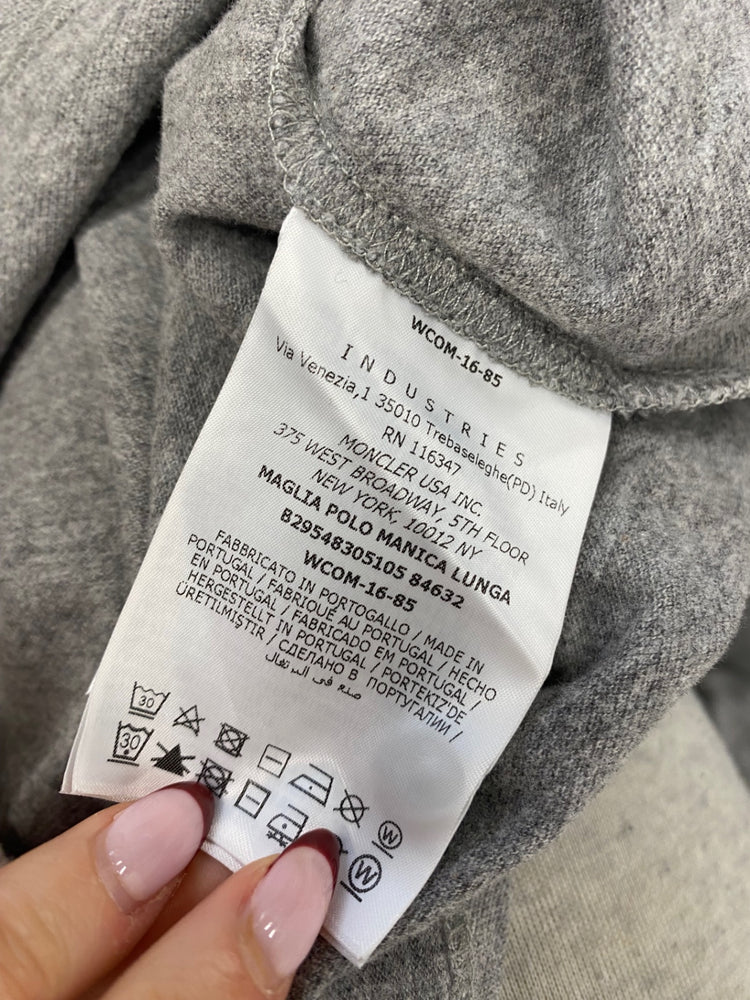 WCOM-16-85
INDUSTRIES
Via Venezia,1 35010 Trebaseleghe(PD) Italy
RN 116347
MONCLER USA INC.
375 WEST BROADWAY, 5TH FLOOR
NEW YORK, 10012 NY
MAGLIA POLO MANICA LUNGA
B29548305105 84632
WCOM-16-85
FABBRICATO IN PORTOGALLO / MADE IN
PORTUGAL / FABRIQUÉ AU PORTUGAL / HECHO
EN PORTUGAL / FABRICADO EM PORTUGAL /
HERGESTELLT IN PORTUGAL / PORTEKIZ'DE
ÜRETILMIŞTIR / СДЕЛАНО В ПОРТУГАЛИИ /
صنع في البرتغال
30
W
30
W